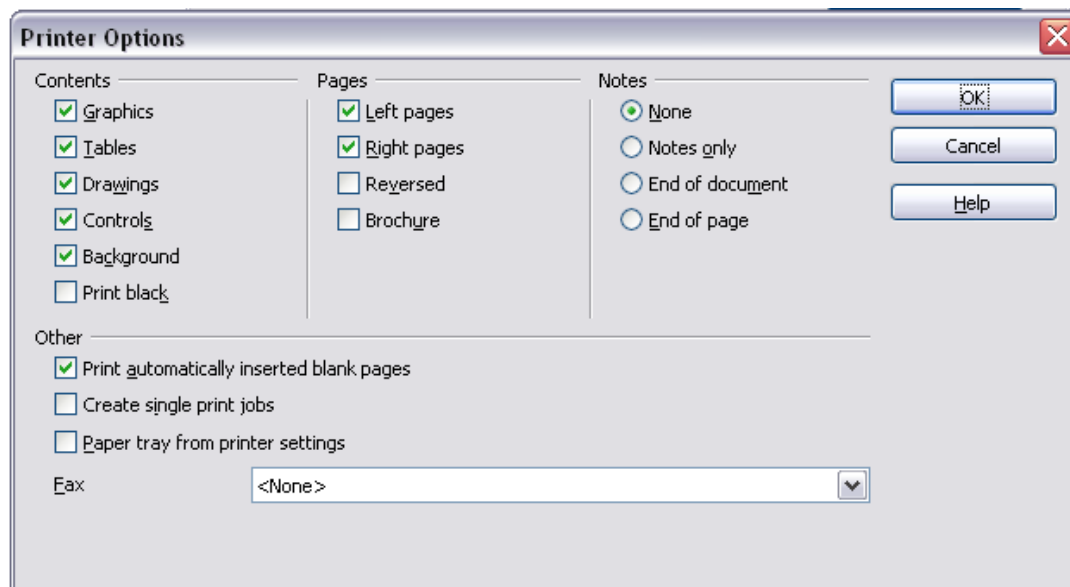 Printer Options
Contents
Graphics
Tables
Drawings
Controls
Background
Print black
Pages
Left pages
Right pages
Reversed
Brochure
Notes
None
Notes only
End of document
End of page
OK
Cancel
Help
Other
Print automatically inserted blank pages
Create single print jobs
Paper tray from printer settings
Fax
<None>